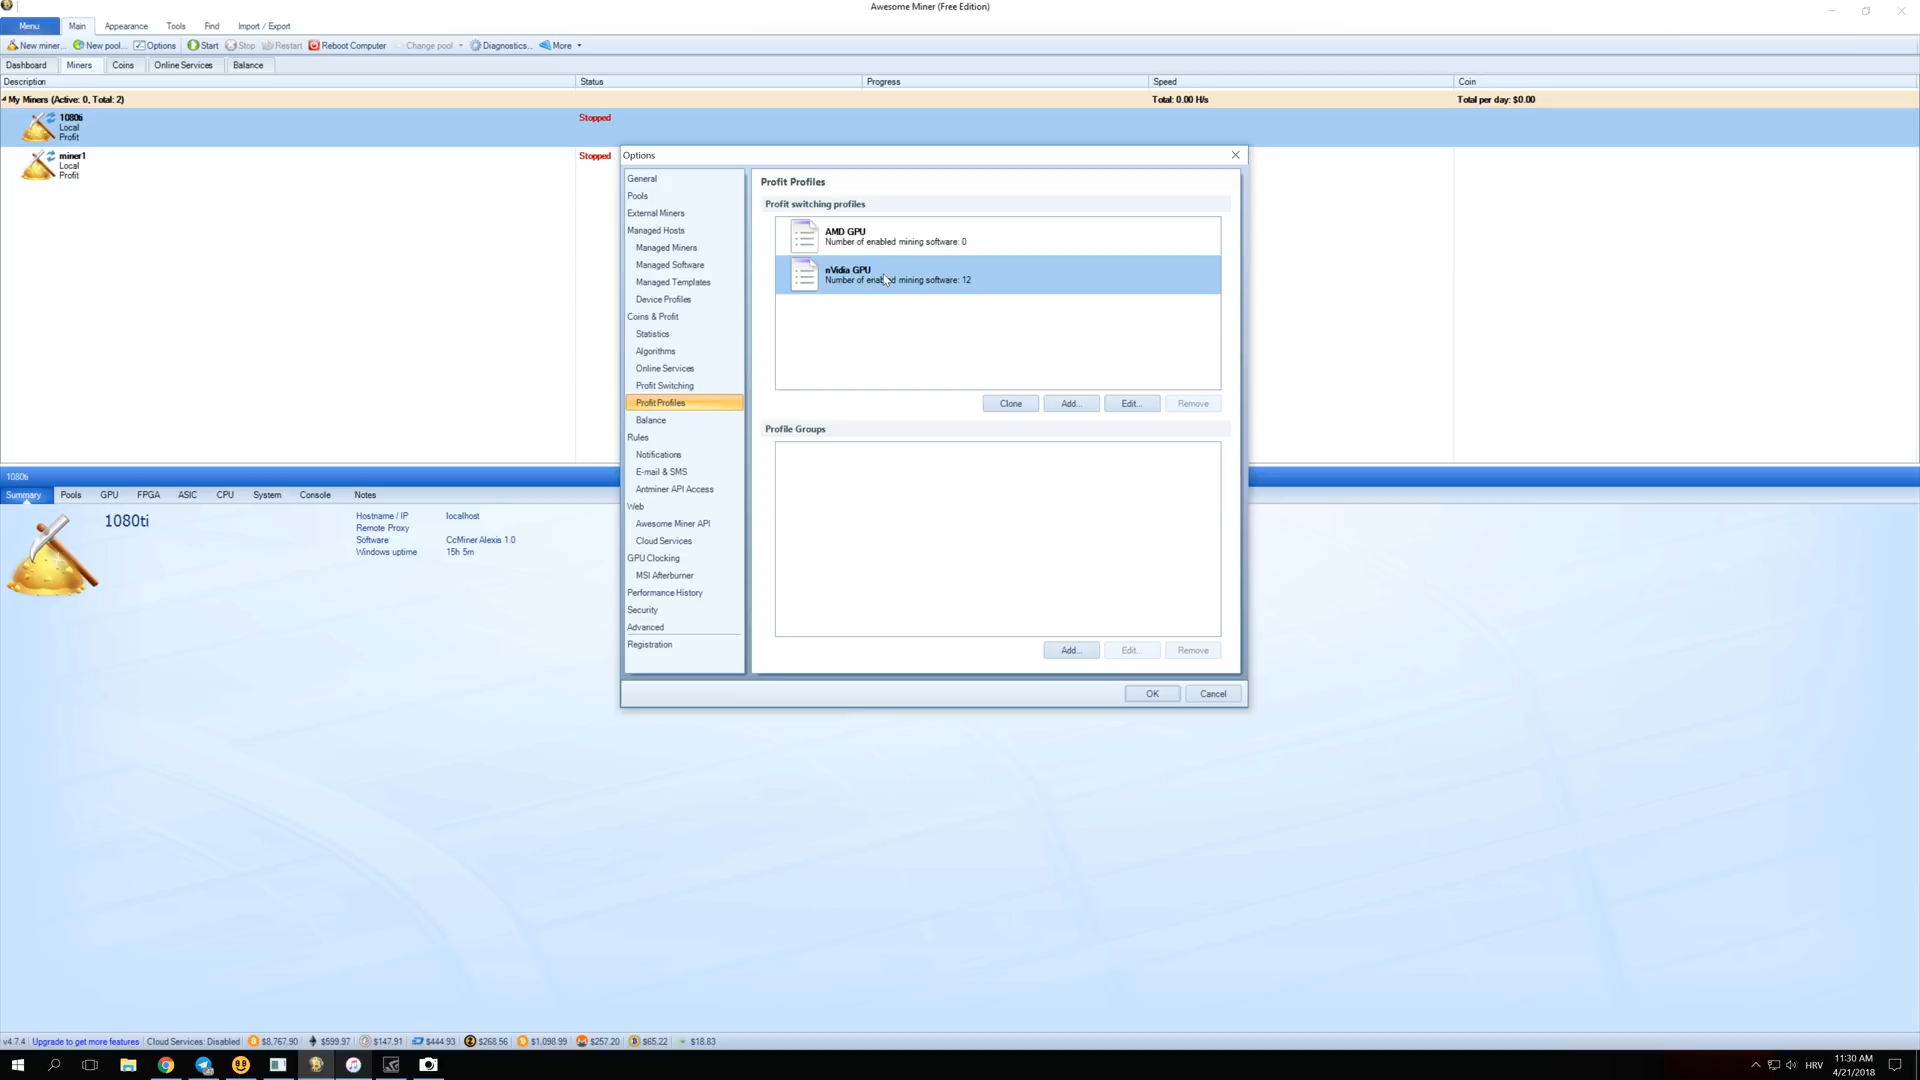 Awesome Miner (Free Edition)
Menu Main Appearance Tools Find Import / Export
New miner... New pool... Options Start Stop Restart Reboot Computer Change pool Diagnostics... More
Dashboard Miners Coins Online Services Balance
Description Status Progress Speed Coin
My Miners (Active: 0, Total: 2) Total: 0.00 H/s Total per day: $0.00
1080ti Stopped
Local
Profit
miner1 Stopped
Local
Profit
Options
General
Pools
External Miners
Managed Hosts
Managed Miners
Managed Software
Managed Templates
Device Profiles
Coins & Profit
Statistics
Algorithms
Online Services
Profit Switching
Profit Profiles
Balance
Rules
Notifications
E-mail & SMS
Antminer API Access
Web
Awesome Miner API
Cloud Services
GPU Clocking
MSI Afterburner
Performance History
Security
Advanced
Registration
Profit Profiles
Profit switching profiles
AMD GPU
Number of enabled mining software: 0
nVidia GPU
Number of enabled mining software: 12
Clone Add... Edit... Remove
Profile Groups
Add... Edit... Remove
OK Cancel
1080ti
Summary Pools GPU FPGA ASIC CPU System Console Notes
1080ti
Hostname / IP localhost
Remote Proxy
Software CcMiner Alexis 1.0
Windows uptime 15h 5m
v4.7.4 Upgrade to get more features Cloud Services: Disabled $8,767.90 $599.97 $147.91 $444.93 $268.56 $1,098.99 $257.20 $65.22 $18.83
HRV 11:30 AM
4/21/2018